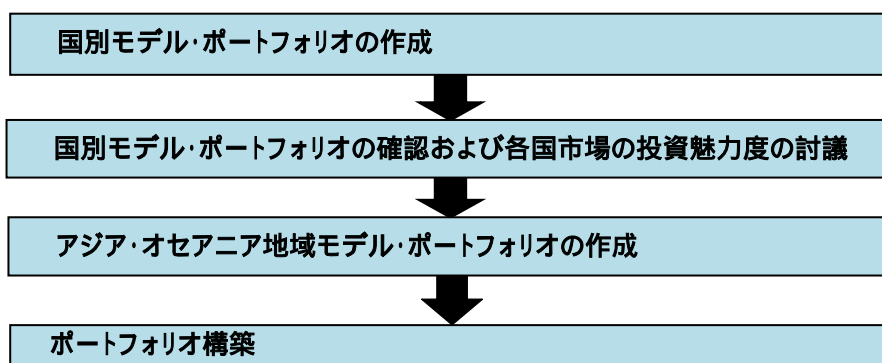 国別モデル・ポートフォリオの作成
国別モデル・ポートフォリオの確認および各国市場の投資魅力度の討議
アジア・オセアニア地域モデル・ポートフォリオの作成
ポートフォリオ構築